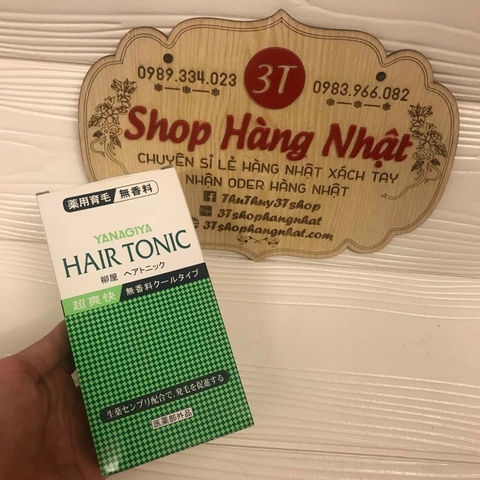 0989.334.023
3T
0983.966.082
Shop Hàng Nhật
CHUYÊN SỈ LẺ HÀNG NHẬT XÁCH TAY
NHẬN ODER HÀNG NHẬT
ThuThuy3Tshop
3Tshophangnhat
3Tshophangnhat.com
薬用育毛 無香料
YANAGIYA
HAIR TONIC
柳屋 ヘアトニック
超爽快 無香料クールタイプ
生薬センブリ配合で、発毛を促進する
医薬部外品